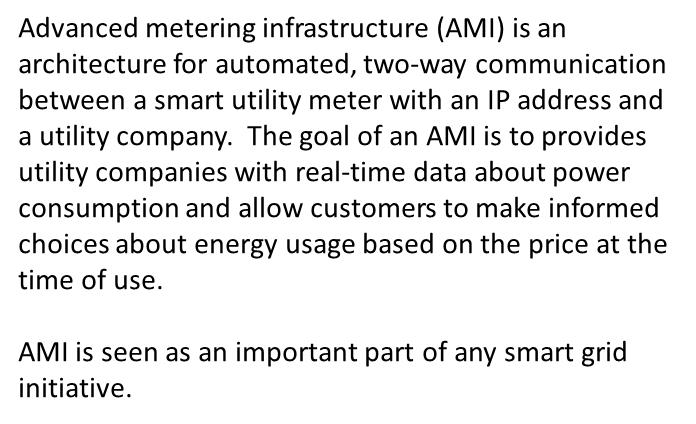 Advanced metering infrastructure (AMI) is an
architecture for automated, two-way communication
between a smart utility meter with an IP address and
a utility company.  The goal of an AMI is to provides
utility companies with real-time data about power
consumption and allow customers to make informed
choices about energy usage based on the price at the
time of use.

AMI is seen as an important part of any smart grid
initiative.